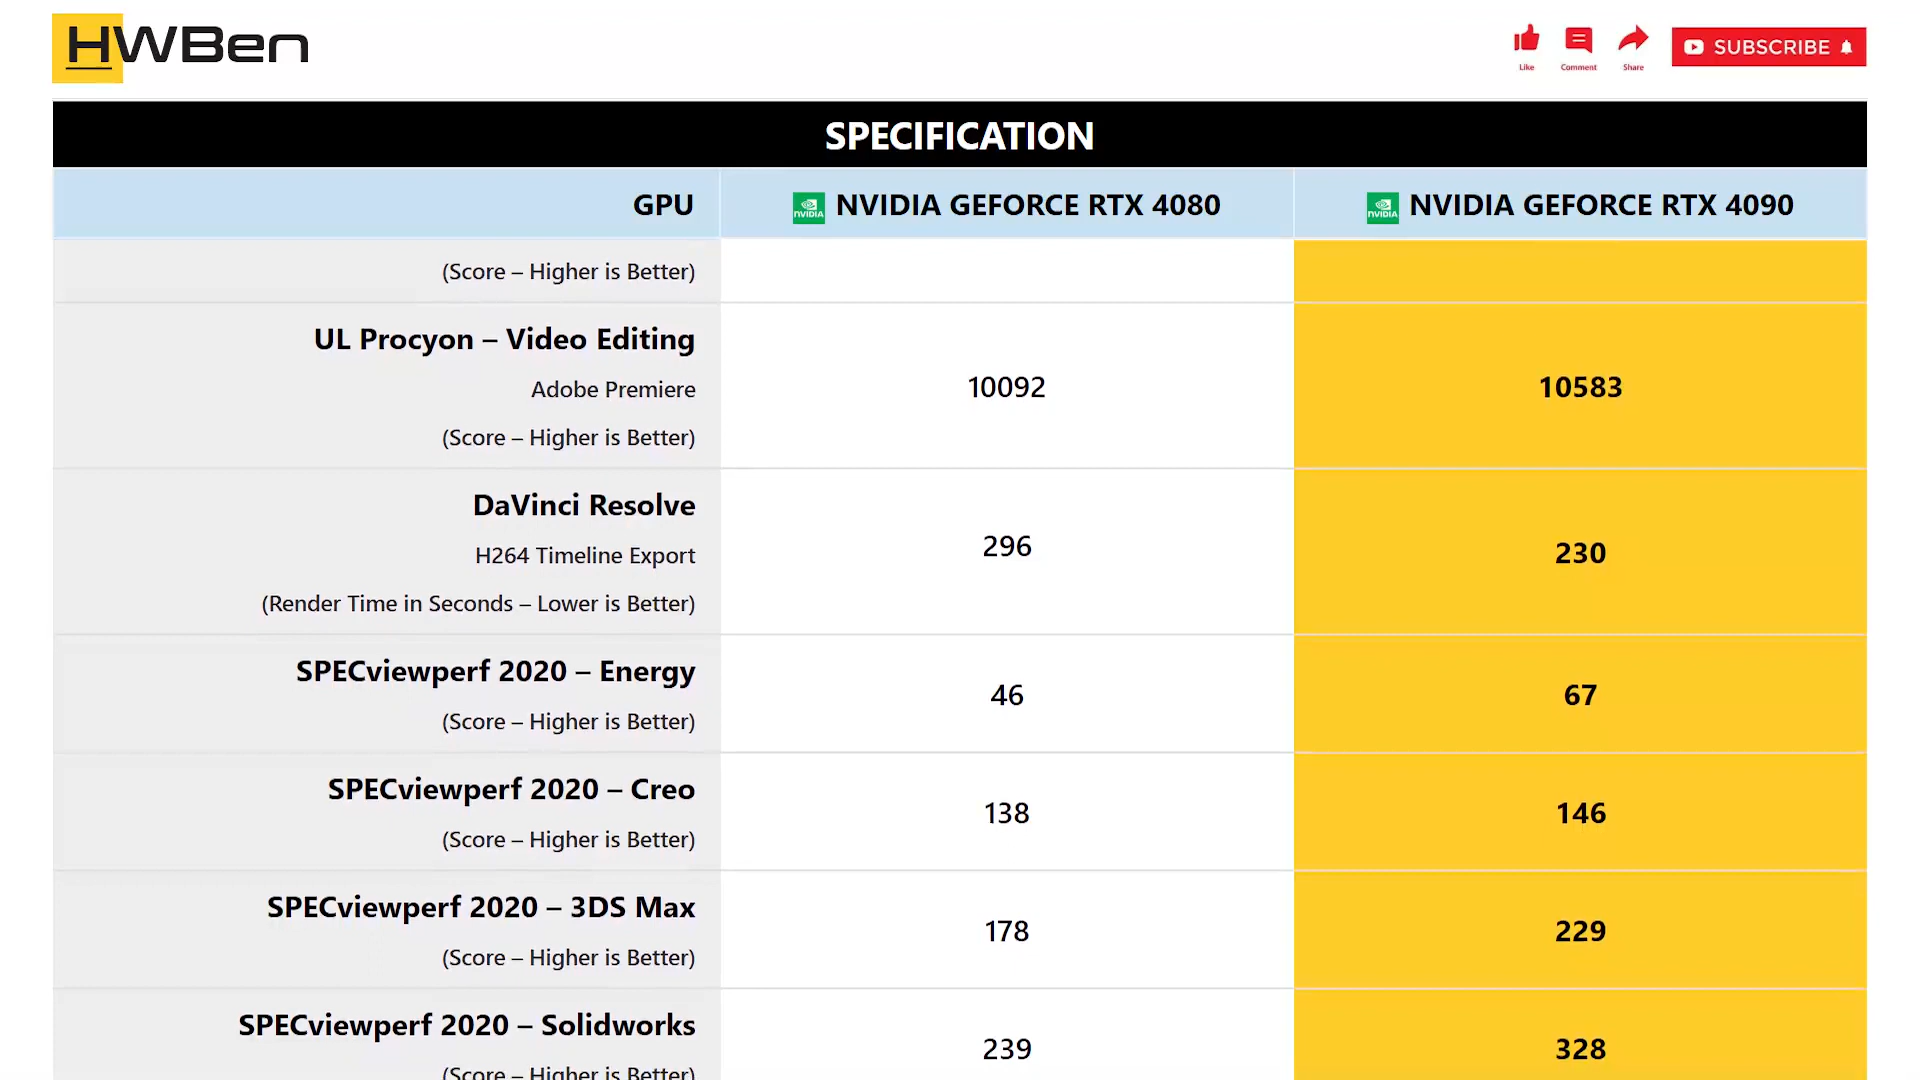 HWBen
Like
Comment
Share
SUBSCRIBE
SPECIFICATION
GPU
NVIDIA NVIDIA GEFORCE RTX 4080
NVIDIA NVIDIA GEFORCE RTX 4090
(Score – Higher is Better)
UL Procyon – Video Editing
Adobe Premiere
(Score – Higher is Better)
10092
10583
DaVinci Resolve
H264 Timeline Export
(Render Time in Seconds – Lower is Better)
296
230
SPECviewperf 2020 – Energy
(Score – Higher is Better)
46
67
SPECviewperf 2020 – Creo
(Score – Higher is Better)
138
146
SPECviewperf 2020 – 3DS Max
(Score – Higher is Better)
178
229
SPECviewperf 2020 – Solidworks
(Score – Higher is Better)
239
328